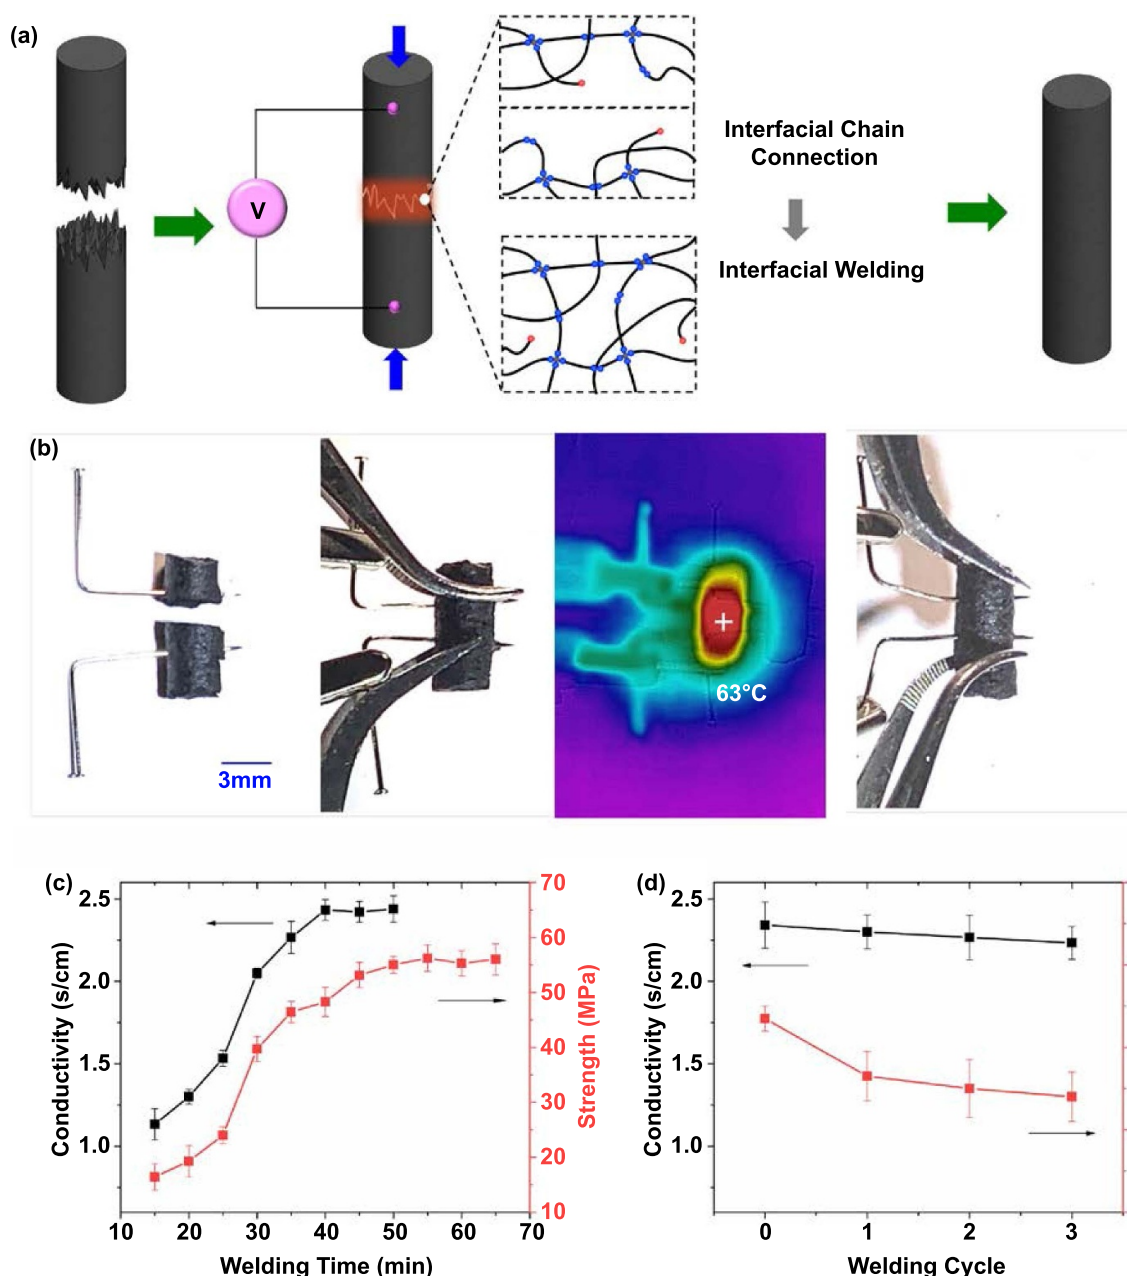 (a)
V
Interfacial Chain
Connection
Interfacial Welding
(b)
3mm
63°C
(c)
2.5
2.0
1.5
1.0
Conductivity (s/cm)
70
60
50
40
30
20
10
Strength (MPa)
10 20 30 40 50 60 70
Welding Time (min)
(d)
2.5
2.0
1.5
1.0
Conductivity (s/cm)
0 1 2 3
Welding Cycle